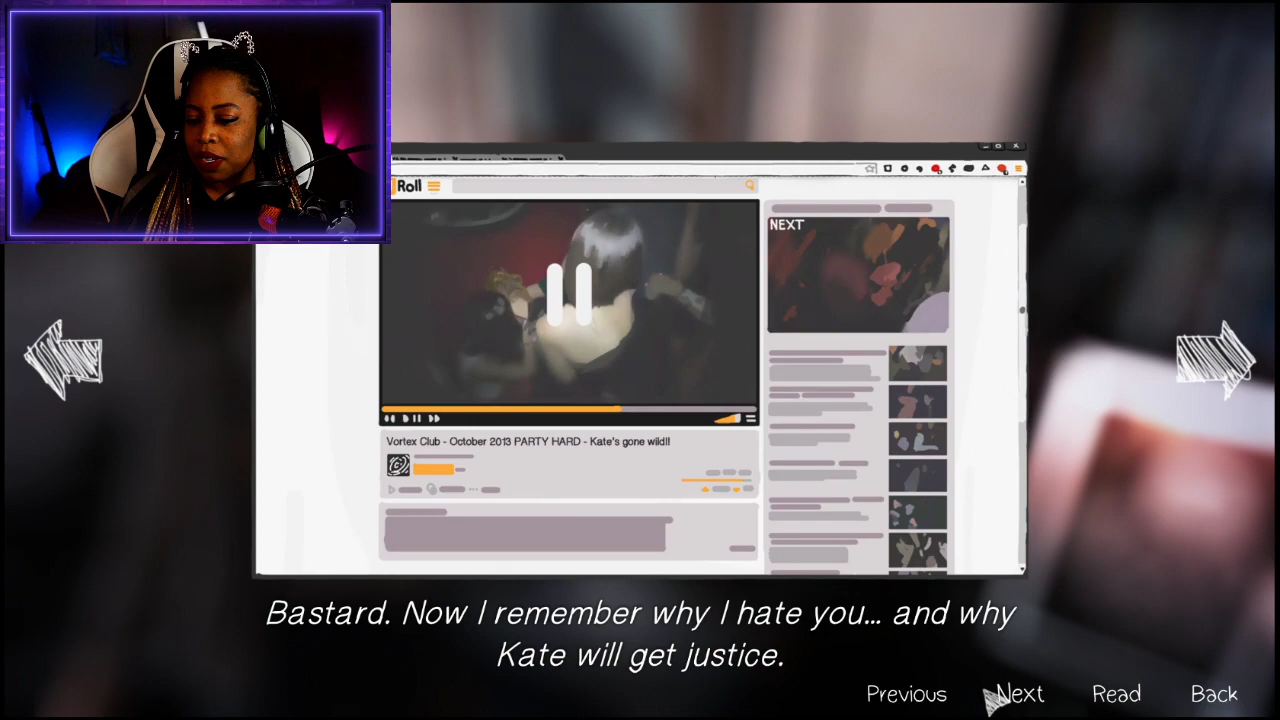 Roll
NEXT
Vortex Club - October 2013 PARTY HARD - Kate's gone wild!!
Bastard. Now I remember why I hate you... and why
Kate will get justice.
Previous Next Read Back